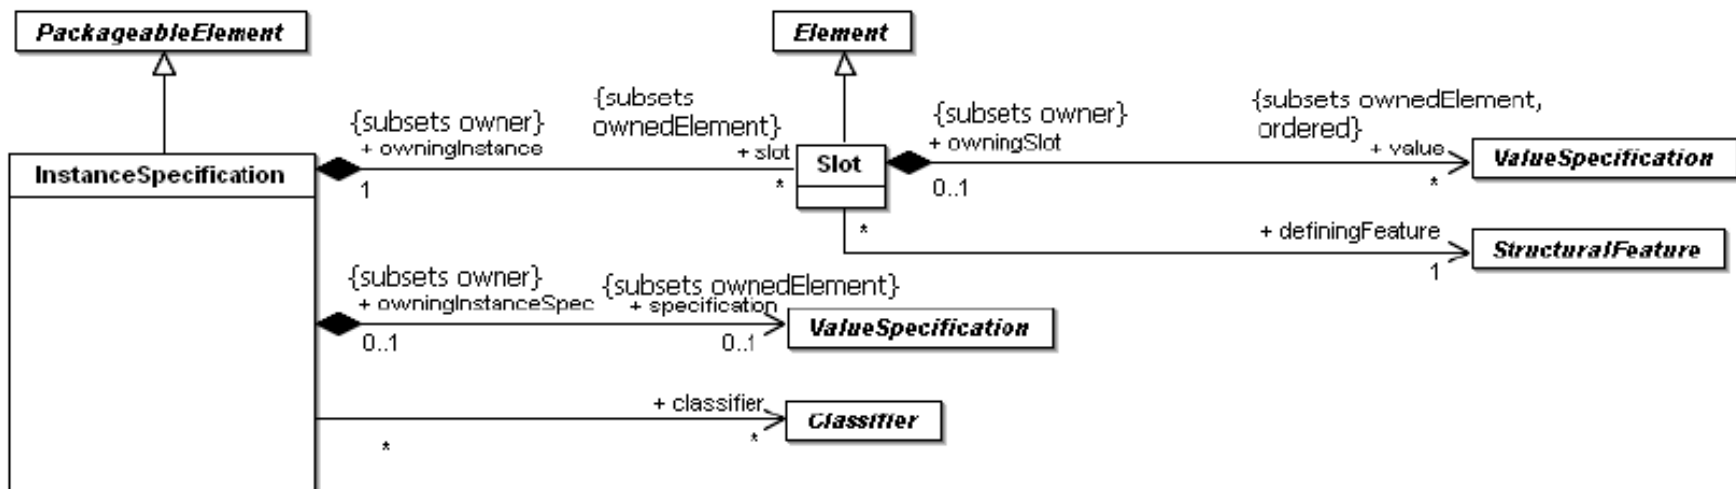 PackageableElement
Element
{subsets owner}
+ owningInstance
{subsets
ownedElement}
+ slot
{subsets owner}
+ owningSlot
{subsets ownedElement,
ordered}
+ value
InstanceSpecification
1
*
Slot
0..1
*
ValueSpecification
*
+ definingFeature
1
StructuralFeature
{subsets owner}
+ owningInstanceSpec
{subsets ownedElement}
+ specification
0..1
0..1
ValueSpecification
+ classifier
*
*
Classifier